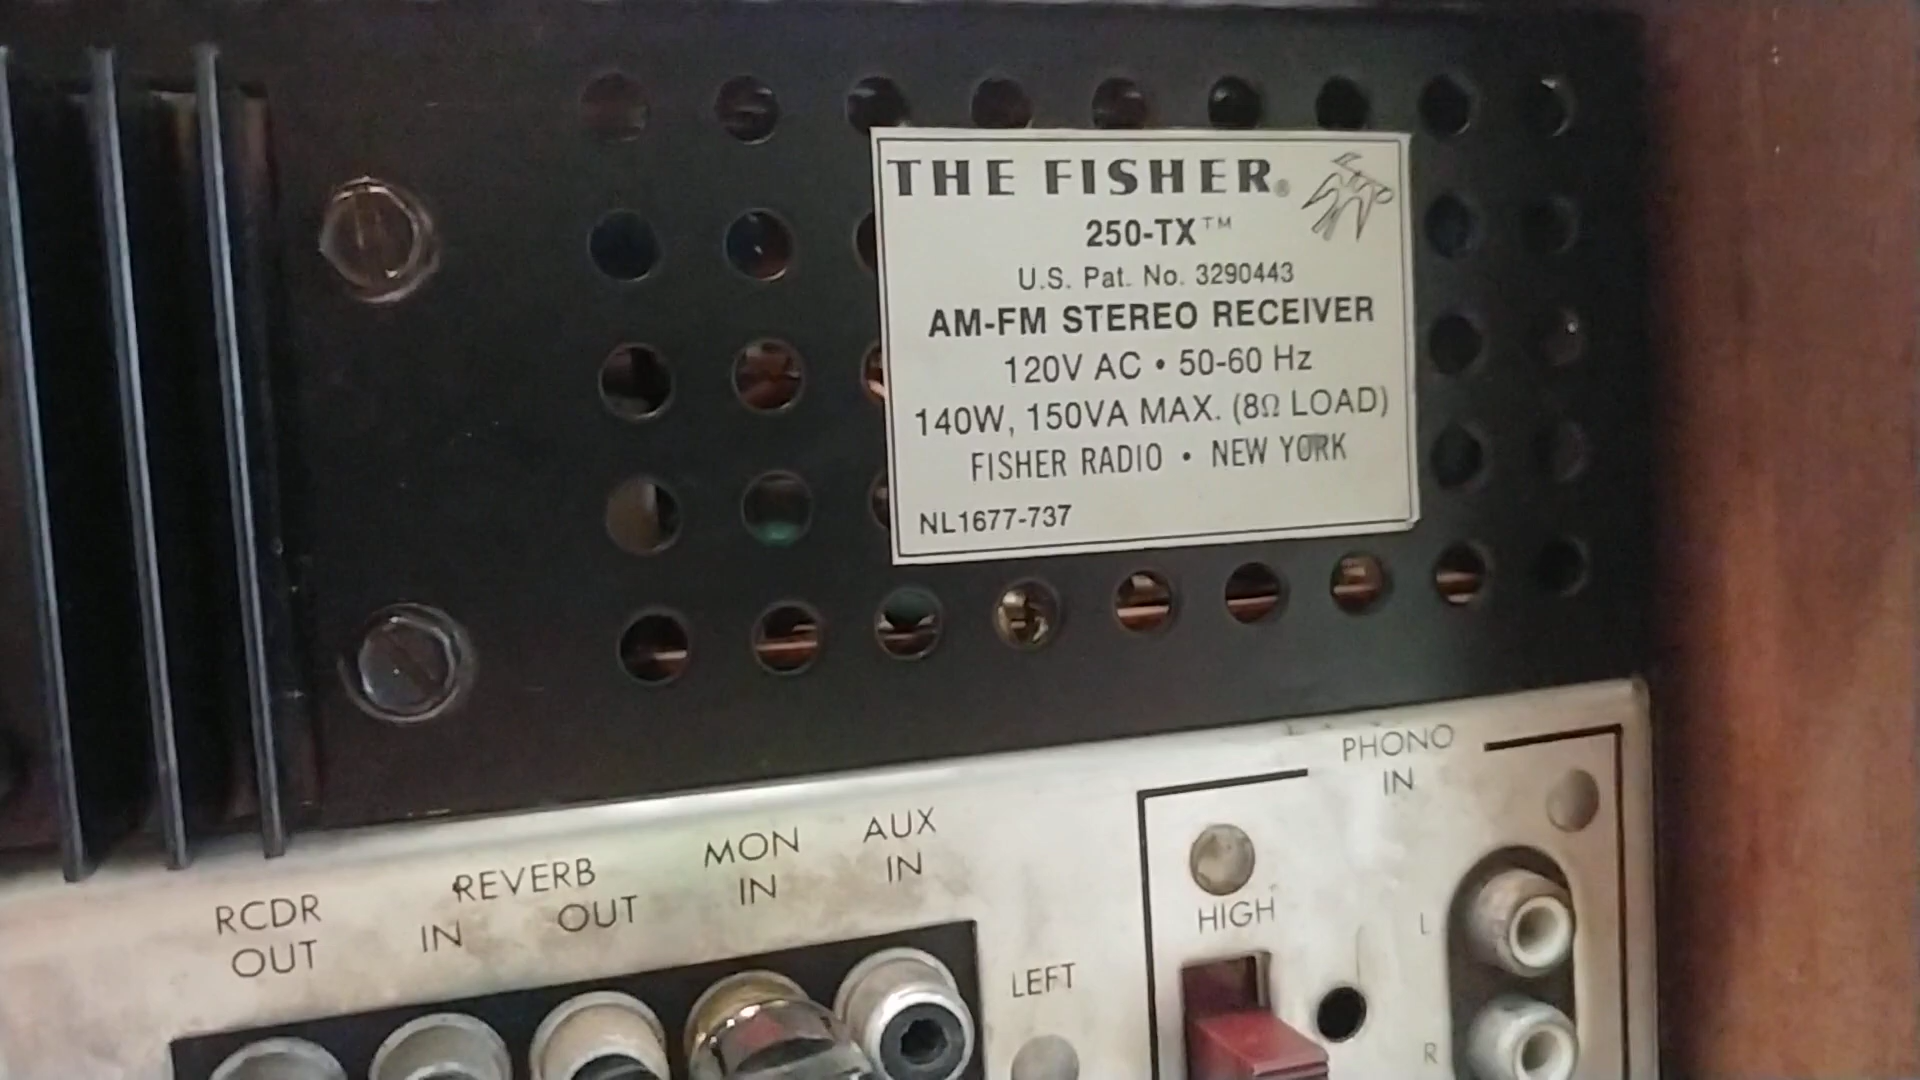 THE FISHER®
250-TX™
U.S. Pat. No. 3290443
AM-FM STEREO RECEIVER
120V AC • 50-60 Hz
140W, 150VA MAX. (8Ω LOAD)
FISHER RADIO • NEW YORK
NL1677-737
PHONO
IN
RCDR
OUT
REVERB
IN OUT
MON
IN
AUX
IN
HIGH
LEFT
L
R